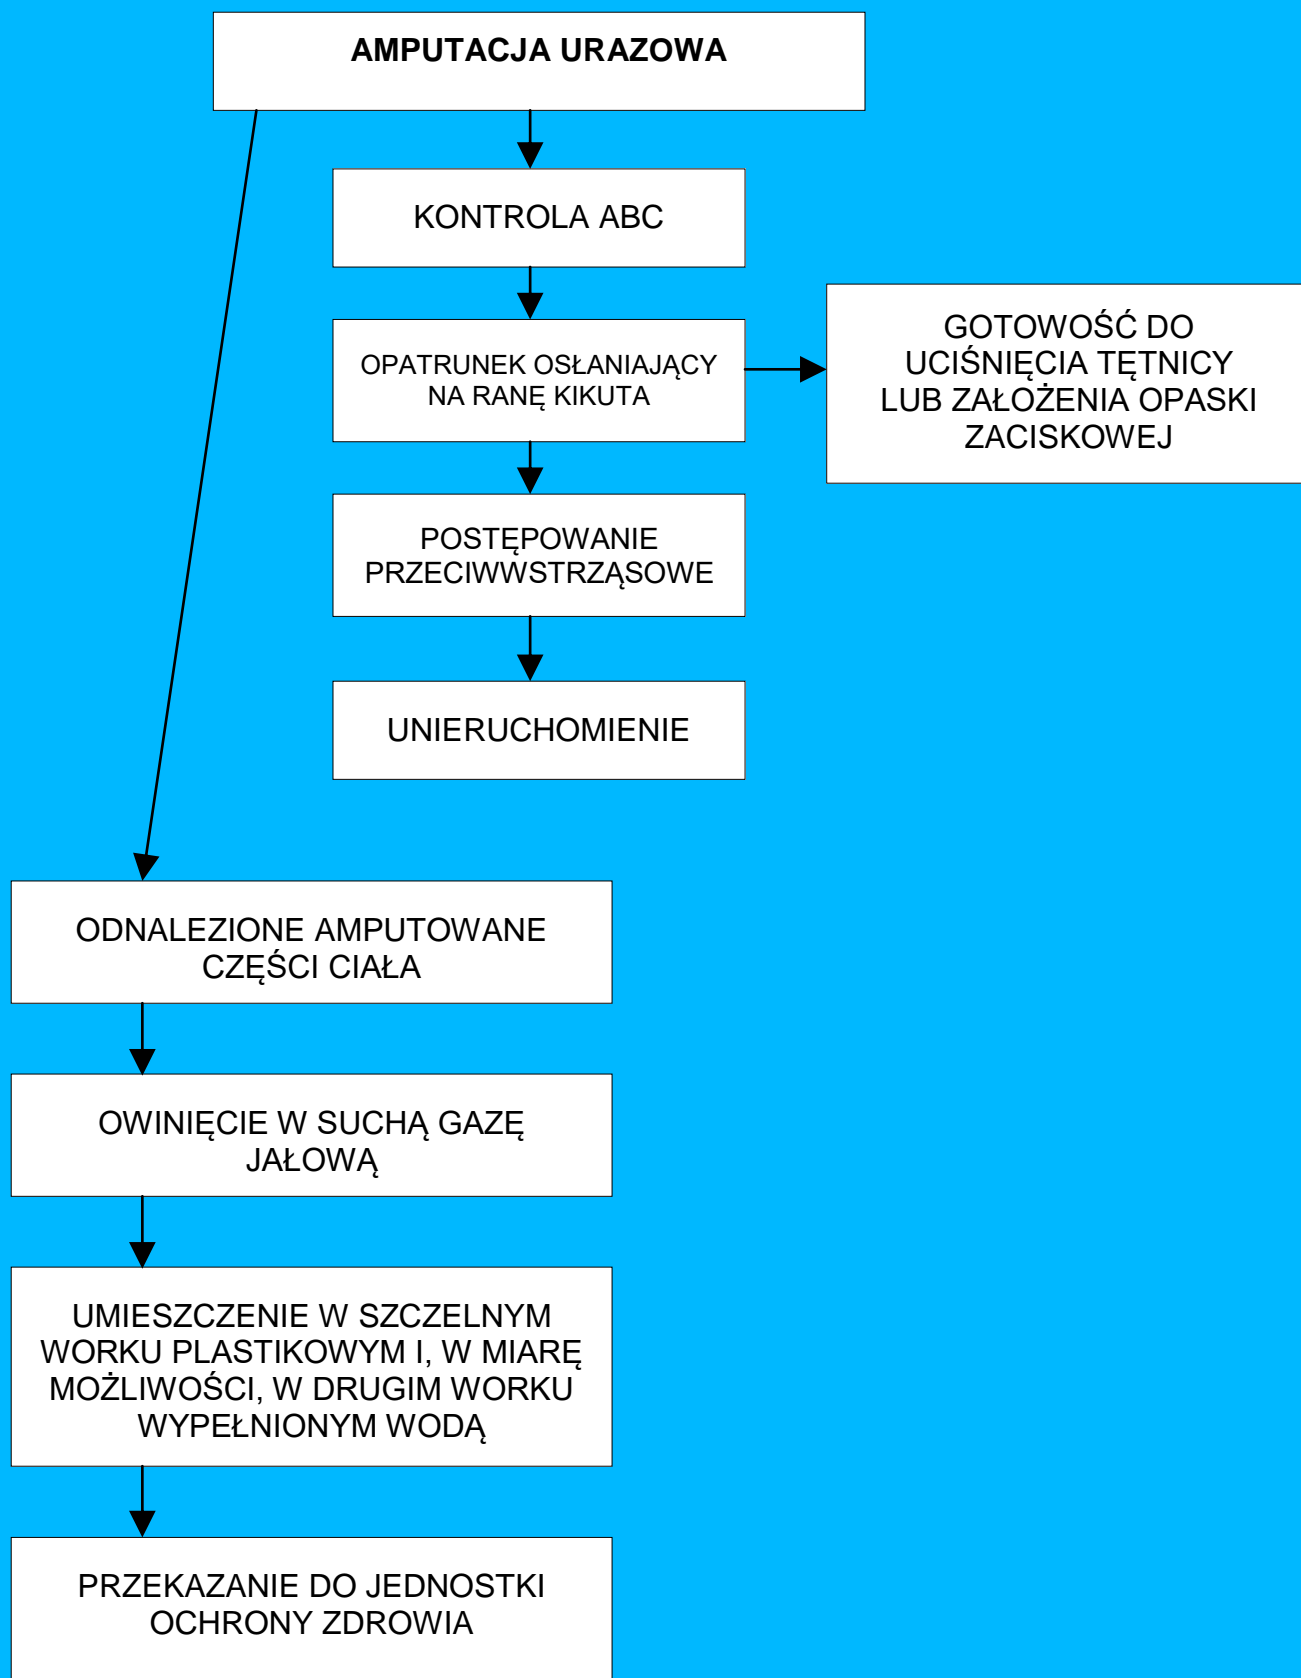 AMPUTACJA URAZOWA
KONTROLA ABC
OPATRUNEK OSŁANIAJĄCY
NA RANĘ KIKUTA
GOTOWOŚĆ DO
UCIŚNIĘCIA TĘTNICY
LUB ZAŁOŻENIA OPASKI
ZACISKOWEJ
POSTĘPOWANIE
PRZECIWWSTRZĄSOWE
UNIERUCHOMIENIE
ODNALEZIONE AMPUTOWANE
CZĘŚCI CIAŁA
OWINIĘCIE W SUCHĄ GAZĘ
JAŁOWĄ
UMIESZCZENIE W SZCZELNYM
WORKU PLASTIKOWYM I, W MIARĘ
MOŻLIWOŚCI, W DRUGIM WORKU
WYPEŁNIONYM WODĄ
PRZEKAZANIE DO JEDNOSTKI
OCHRONY ZDROWIA